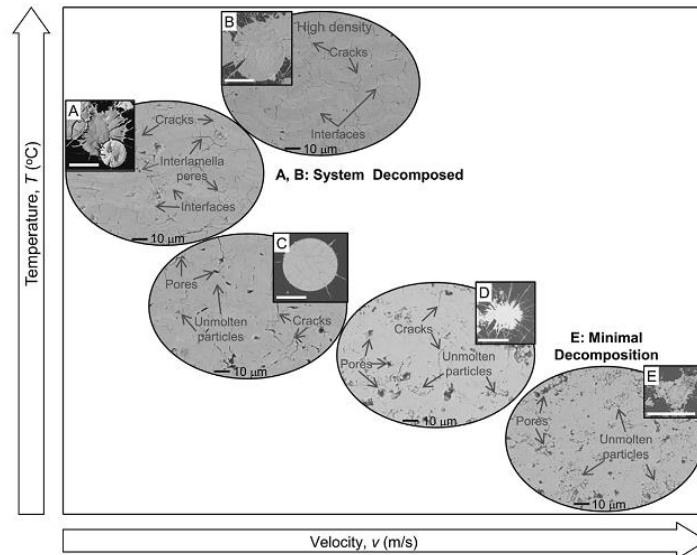 Temperature, T (°C)
B
High density
Cracks
Interfaces
10 μm
A
Cracks
Interlamella
pores
Interfaces
10 μm
A, B: System Decomposed
C
Pores
Unmolten
particles
Cracks
10 μm
D
Cracks
Pores
Unmolten
particles
10 μm
E: Minimal
Decomposition
E
Pores
Unmolten
particles
10 μm
Velocity, v (m/s)